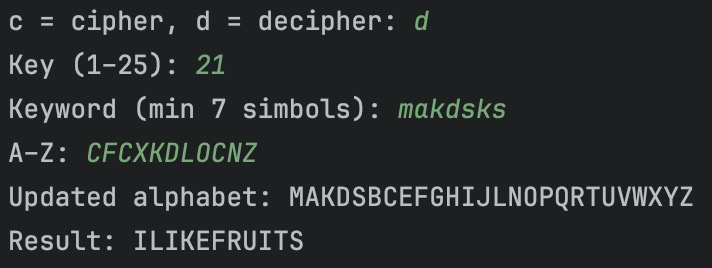 c = cipher, d = decipher: d
Key (1-25): 21
Keyword (min 7 simbols): makdsks
A-Z: CFCXKDLOCNZ
Updated alphabet: MAKDSBCEFGHIJLNOPQRTUVWXYZ
Result: ILIKEFRUITS